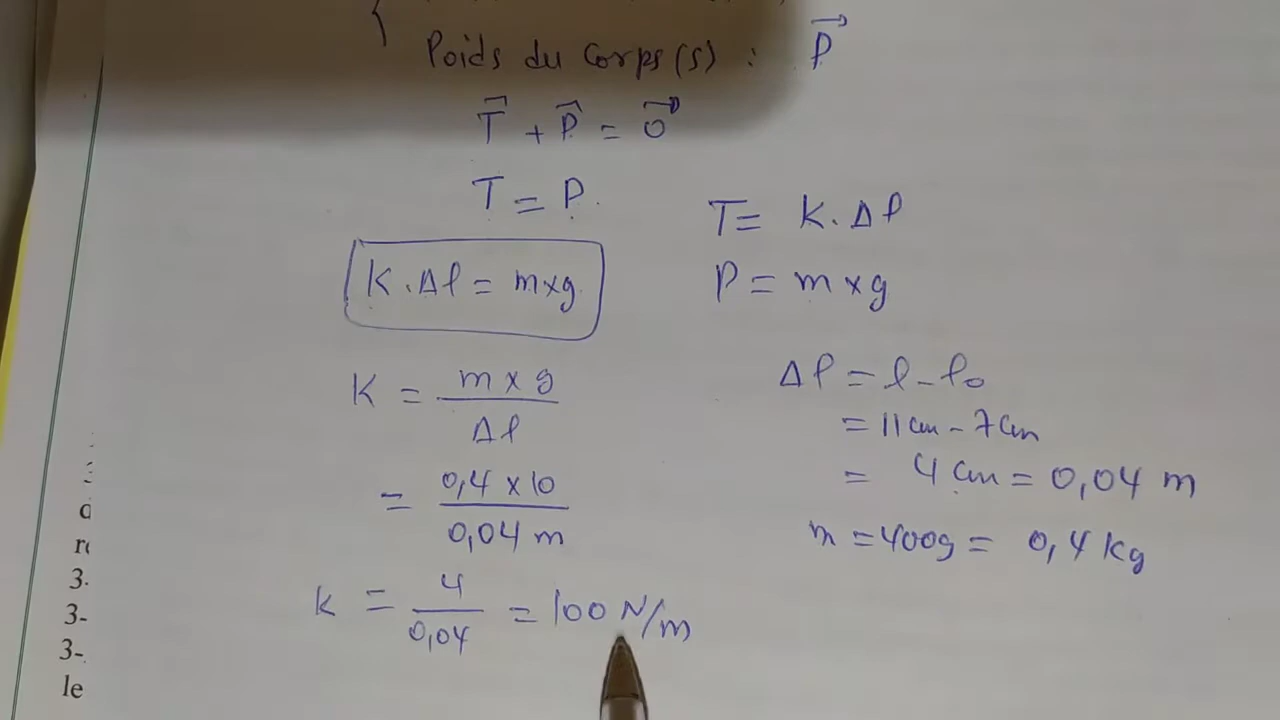 Poids du Corps (S) : P⃗
T⃗ + P⃗ = 0⃗
T = P.
T = K . Δl
K . Δl = m x g
P = m x g
K = m x g / Δl
Δl = l - l₀
= 11 cm - 7 cm
= 0,4 x 10 / 0,04 m
= 4 cm = 0,04 m
m = 400g = 0,4 kg
k = 4 / 0,04 = 100 N/m
3.
3-
3-
le